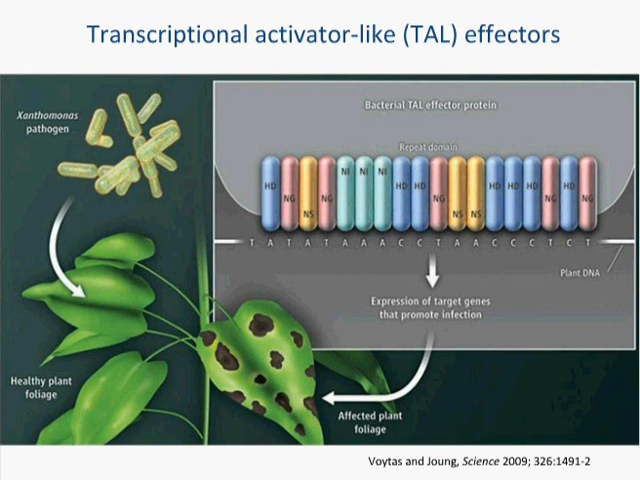 Transcriptional activator-like (TAL) effectors
Xanthomonas
pathogen
Bacterial TAL effector protein
Repeat domain
HD NG NS NG NI NI NI HD HD NG NS NS HD HD HD NG HD NG
T A T A T A A A C C T A A C C C T C T
Plant DNA
Expression of target genes
that promote infection
Healthy plant
foliage
Affected plant
foliage
Voytas and Joung, Science 2009; 326:1491-2